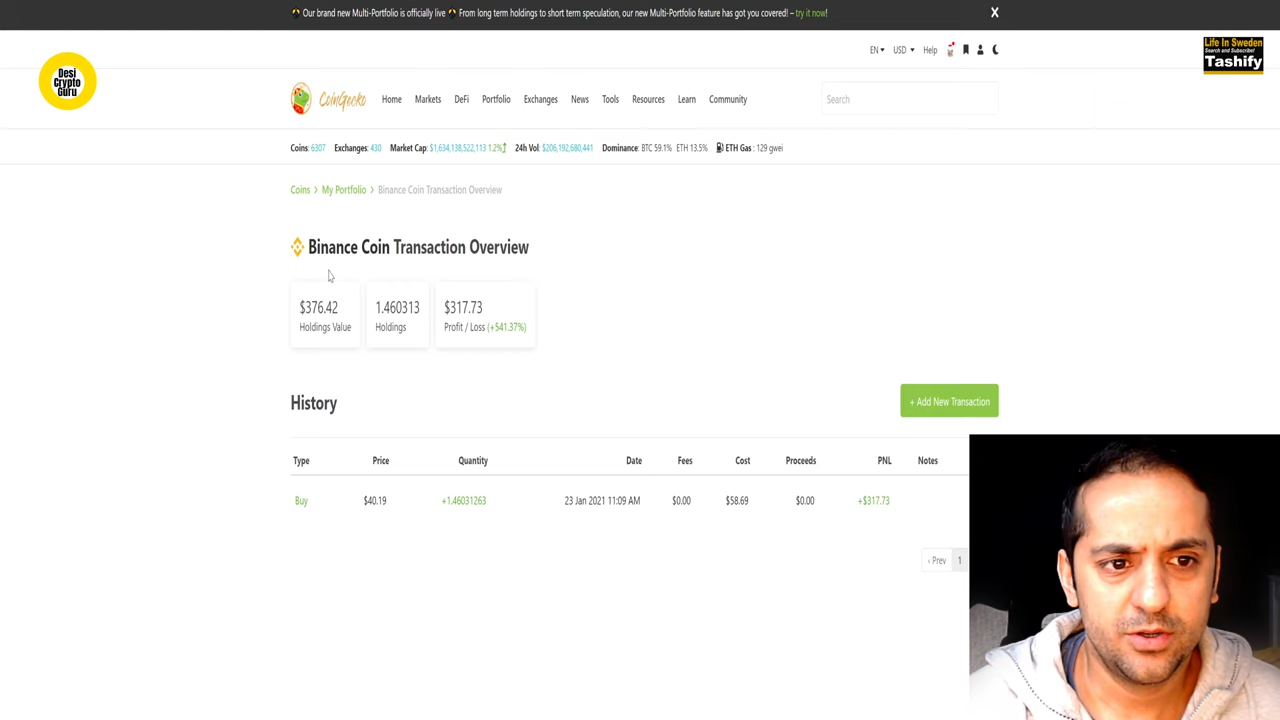 Our brand new Multi-Portfolio is officially live From long term holdings to short term speculation, our new Multi-Portfolio feature has got you covered! – try it now! X
EN USD Help
Life In Sweden
Search and Subscribe!
Tashify
Desi
Crypto
Guru
CoinGecko Home Markets DeFi Portfolio Exchanges News Tools Resources Learn Community Search
Coins: 6307 Exchanges: 430 Market Cap: $1,634,138,522,113 1.2% 24h Vol: $206,192,680,441 Dominance: BTC 59.1% ETH 13.5% ETH Gas: 129 gwei
Coins > My Portfolio > Binance Coin Transaction Overview
Binance Coin Transaction Overview
$376.42 1.460313 $317.73
Holdings Value Holdings Profit / Loss (+541.37%)
History + Add New Transaction
Type Price Quantity Date Fees Cost Proceeds PNL Notes
Buy $40.19 +1.46031263 23 Jan 2021 11:09 AM $0.00 $58.69 $0.00 +$317.73
‹ Prev 1